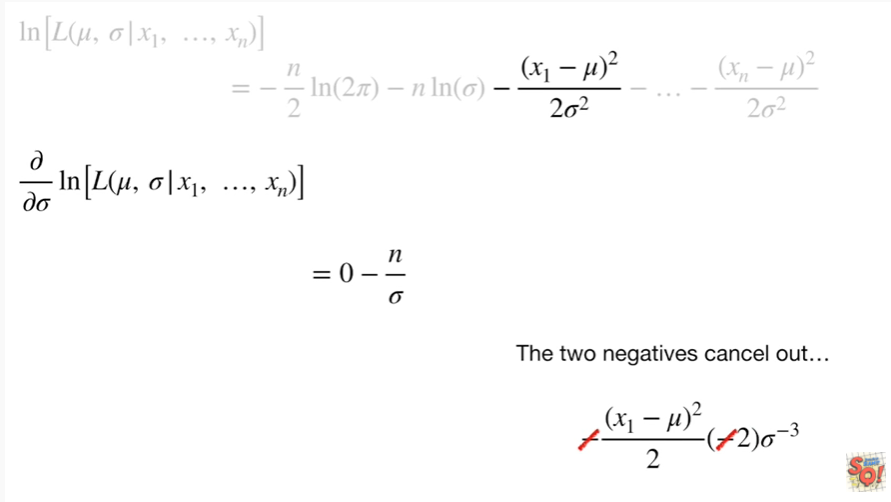 ln[L(μ, σ|x₁, …, xₙ)]
= − n/2 ln(2π) − n ln(σ) − (x₁ − μ)²/2σ² − … − (xₙ − μ)²/2σ²
∂/∂σ ln[L(μ, σ|x₁, …, xₙ)]
= 0 − n/σ
The two negatives cancel out…
−(x₁ − μ)²/2 (−2)σ⁻³
SQ!